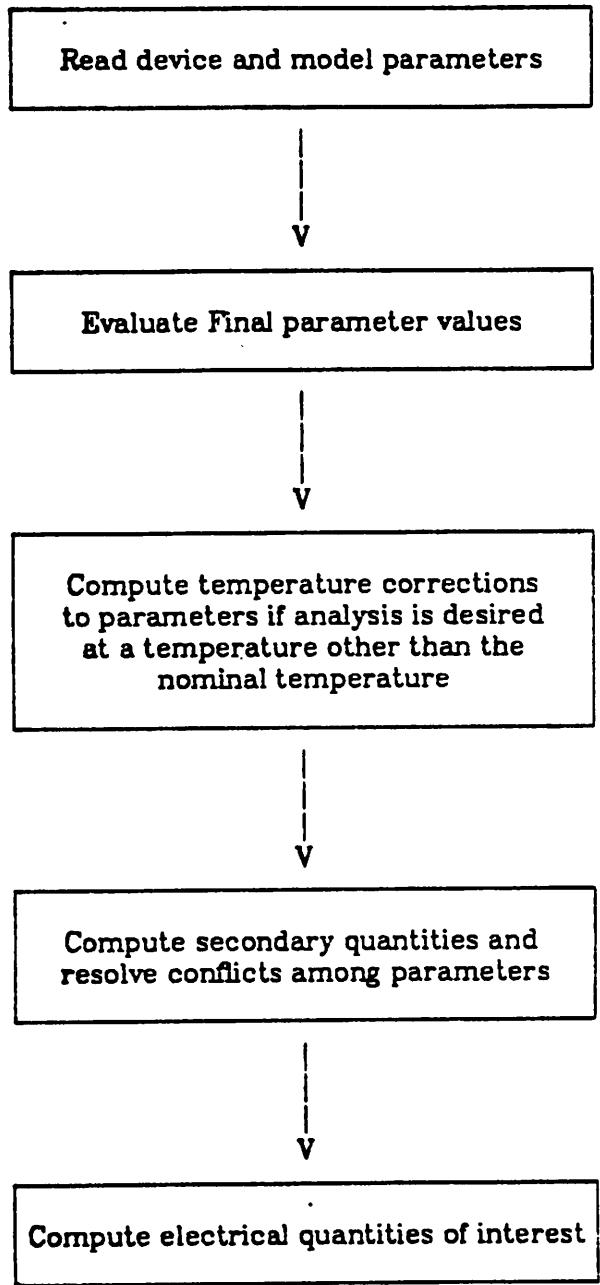 Read device and model parameters
V
Evaluate Final parameter values
V
Compute temperature corrections
to parameters if analysis is desired
at a temperature other than the
nominal temperature
V
Compute secondary quantities and
resolve conflicts among parameters
V
Compute electrical quantities of interest